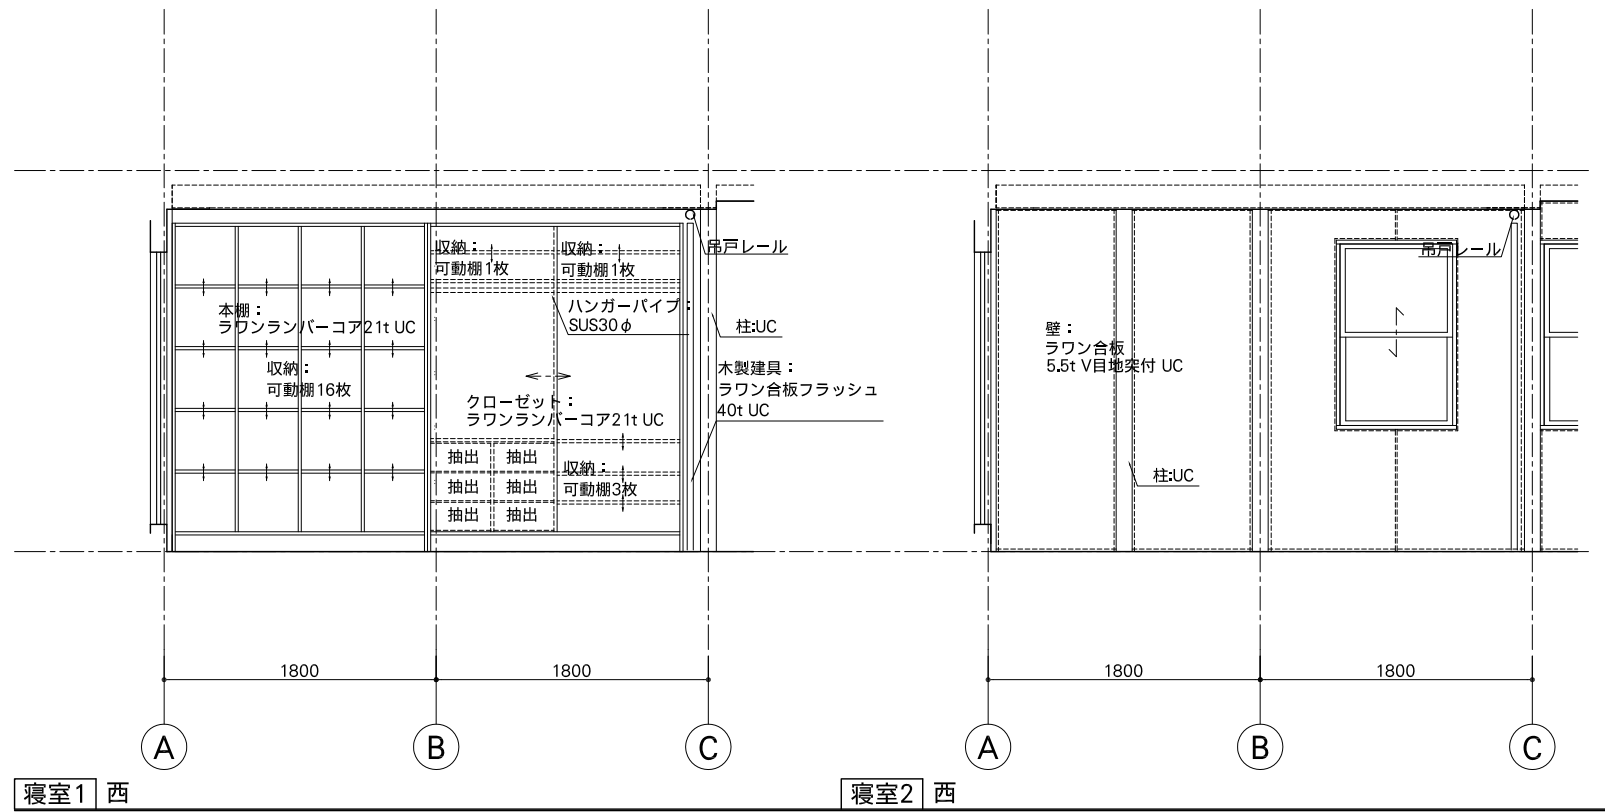 収納：
可動棚1枚
収納：
可動棚1枚
吊戸レール
本棚：
ラワンランバーコア21t UC
ハンガーパイプ：
SUS30φ
柱:UC
収納：
可動棚16枚
木製建具：
ラワン合板フラッシュ
40t UC
クローゼット：
ラワンランバーコア21t UC
抽出 抽出
抽出 抽出
抽出 抽出
収納：
可動棚3枚
1800 1800
A B C
寝室1 西
吊戸レール
壁：
ラワン合板
5.5t V目地突付 UC
柱:UC
1800 1800
A B C
寝室2 西